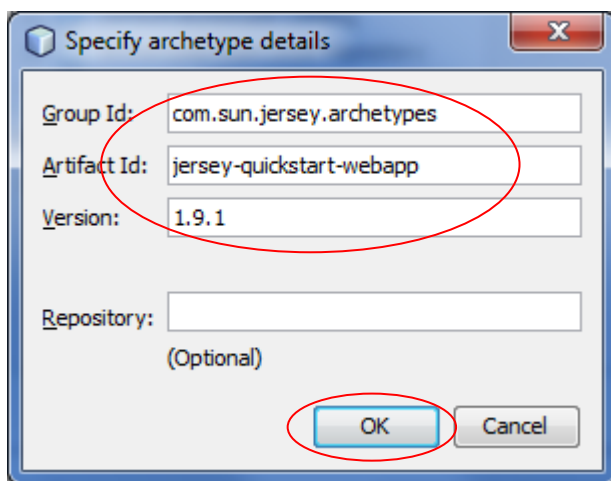 Specify archetype details
Group Id: com.sun.jersey.archetypes
Artifact Id: jersey-quickstart-webapp
Version: 1.9.1
Repository:
(Optional)
OK Cancel